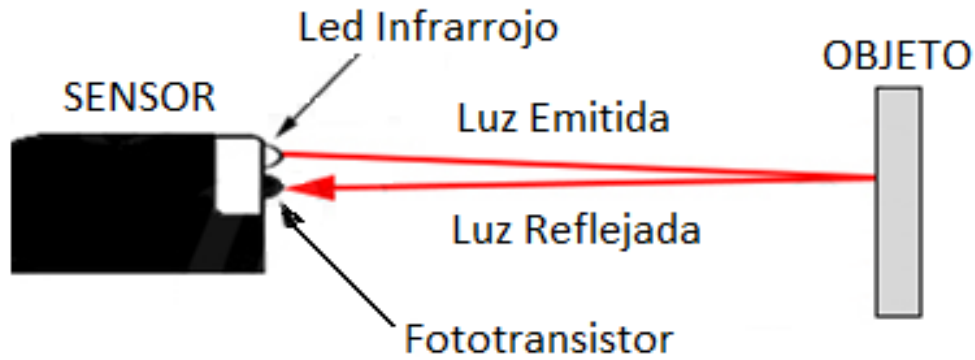 Led Infrarrojo
OBJETO
SENSOR
Luz Emitida
Luz Reflejada
Fototransistor